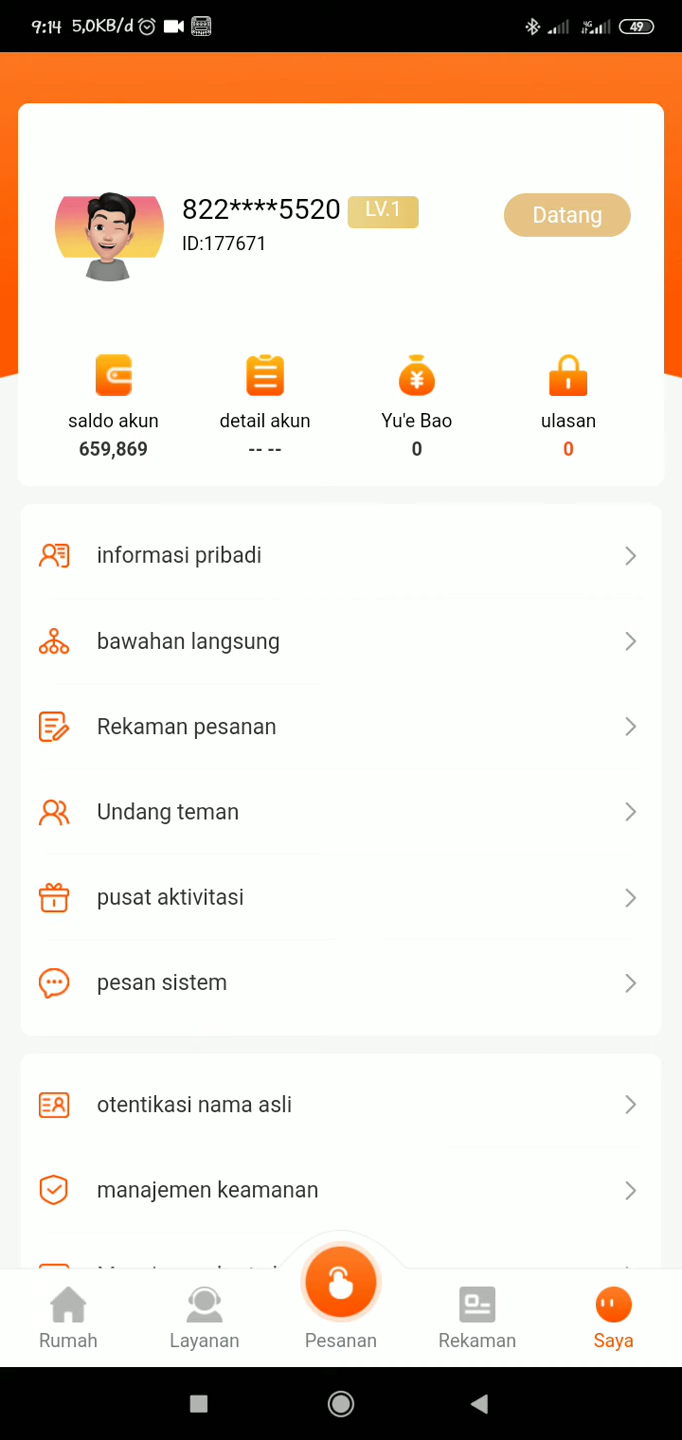 9:14 5,0KB/d 4G 49
822****5520 LV.1
ID:177671
Datang
saldo akun detail akun Yu'e Bao ulasan
659,869 -- -- 0 0
informasi pribadi
bawahan langsung
Rekaman pesanan
Undang teman
pusat aktivitasi
pesan sistem
otentikasi nama asli
manajemen keamanan
Rumah Layanan Pesanan Rekaman Saya